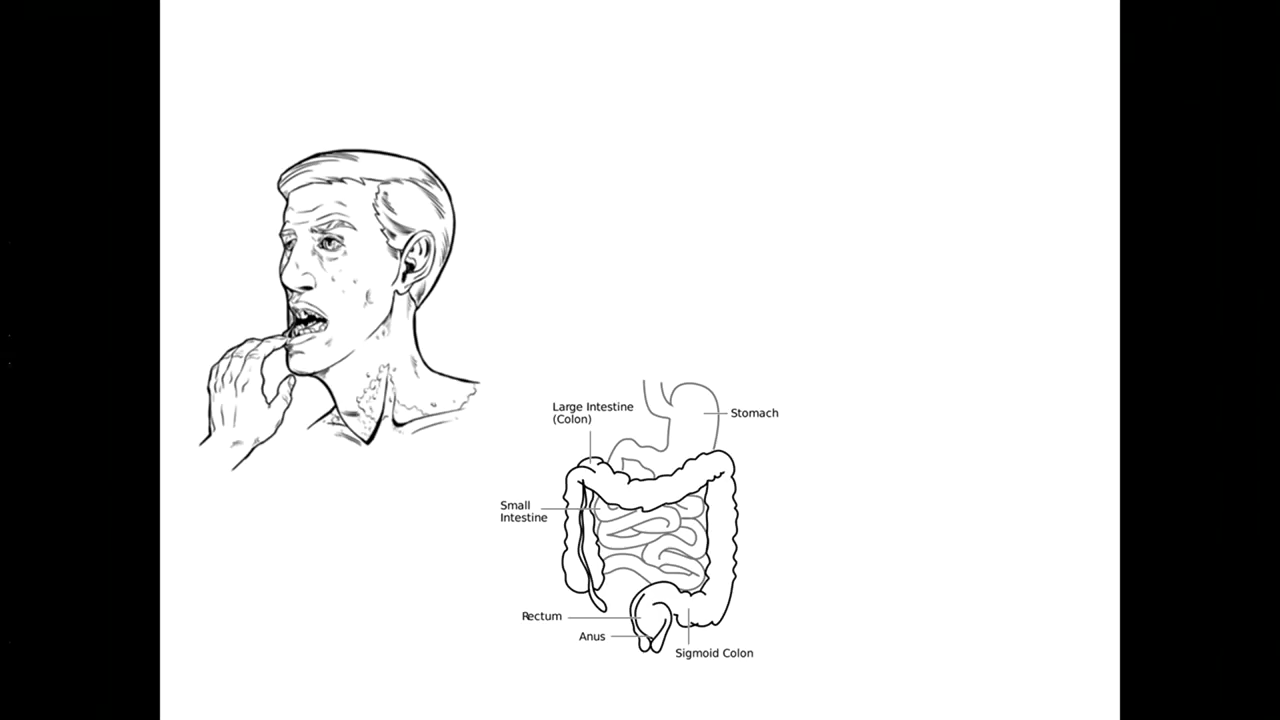 Large Intestine
(Colon)
Stomach
Small
Intestine
Rectum
Anus
Sigmoid Colon